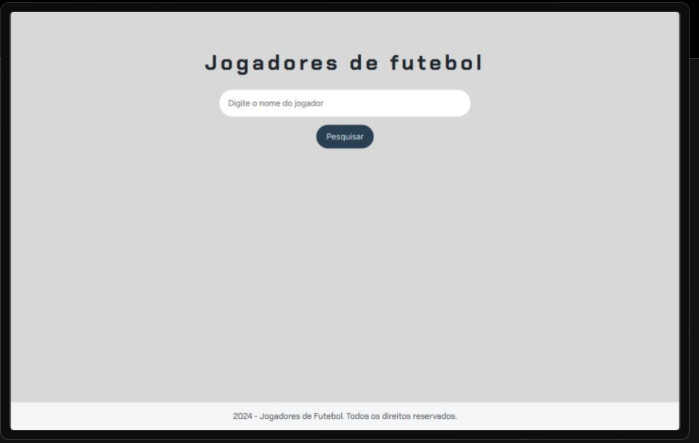 Jogadores de futebol
Digite o nome do jogador
Pesquisar
2024 - Jogadores de Futebol. Todos os direitos reservados.